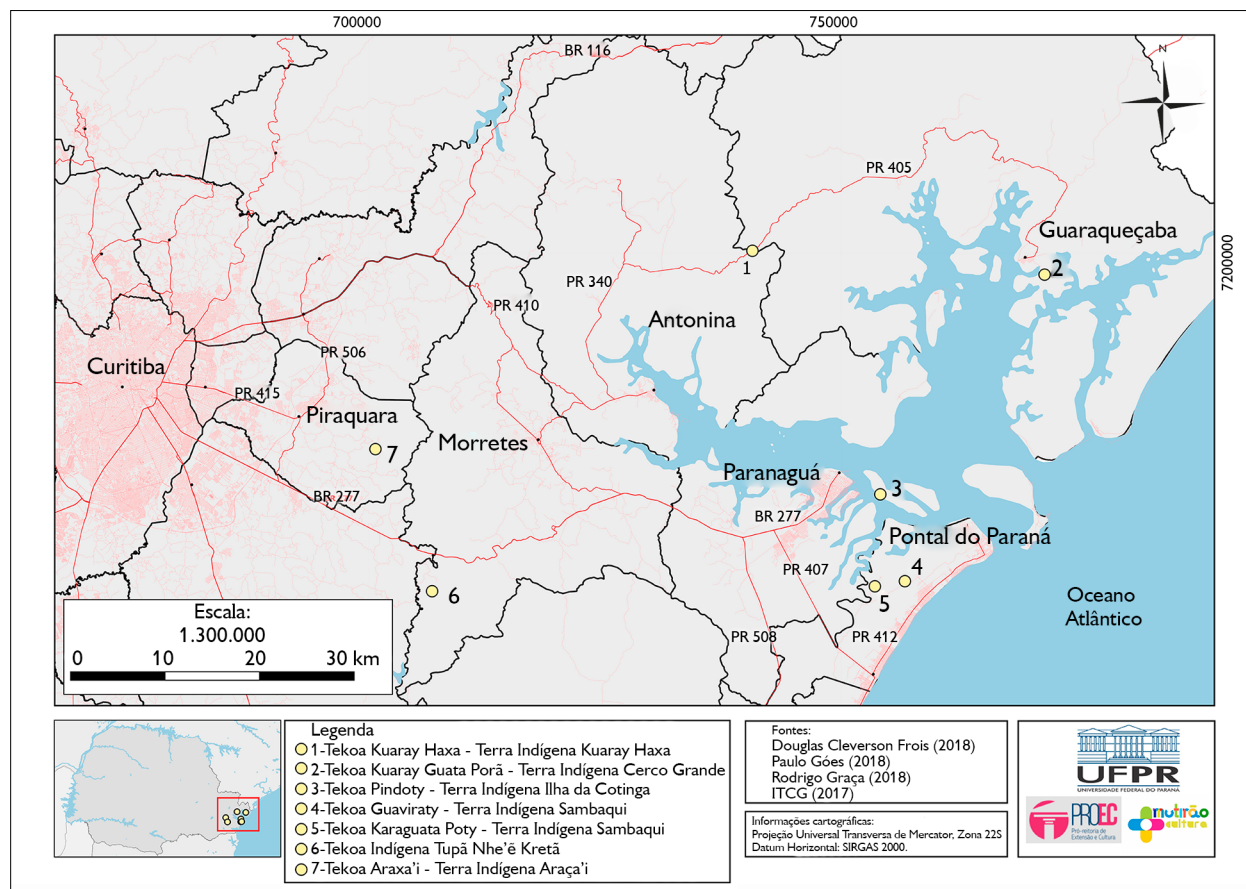 700000
750000
BR 116
N
PR 405
Guaraqueçaba
7200000
1
2
PR 340
PR 410
Antonina
PR 506
Curitiba
PR 415
Piraquara
Morretes
7
Paranaguá
3
BR 277
BR 277
Pontal do Paraná
PR 407
4
5
6
Oceano
Atlântico
PR 508
PR 412
Escala:
1.300.000
0 10 20 30 km
Legenda
1-Tekoa Kuaray Haxa - Terra Indígena Kuaray Haxa
2-Tekoa Kuaray Guata Porã - Terra Indígena Cerco Grande
3-Tekoa Pindoty - Terra Indígena Ilha da Cotinga
4-Tekoa Guaviraty - Terra Indígena Sambaqui
5-Tekoa Karaguata Poty - Terra Indígena Sambaqui
6-Tekoa Indígena Tupã Nhe’ẽ Kretã
7-Tekoa Araxa’i - Terra Indígena Araça’i
Fontes:
Douglas Cleverson Frois (2018)
Paulo Góes (2018)
Rodrigo Graça (2018)
ITCG (2017)
Informações cartográficas:
Projeção Universal Transversa de Mercator, Zona 22S
Datum Horizontal: SIRGAS 2000.
UFPR
UNIVERSIDADE FEDERAL DO PARANÁ
PROEC
Pró-reitoria de
Extensão e Cultura
mutirão
cultura